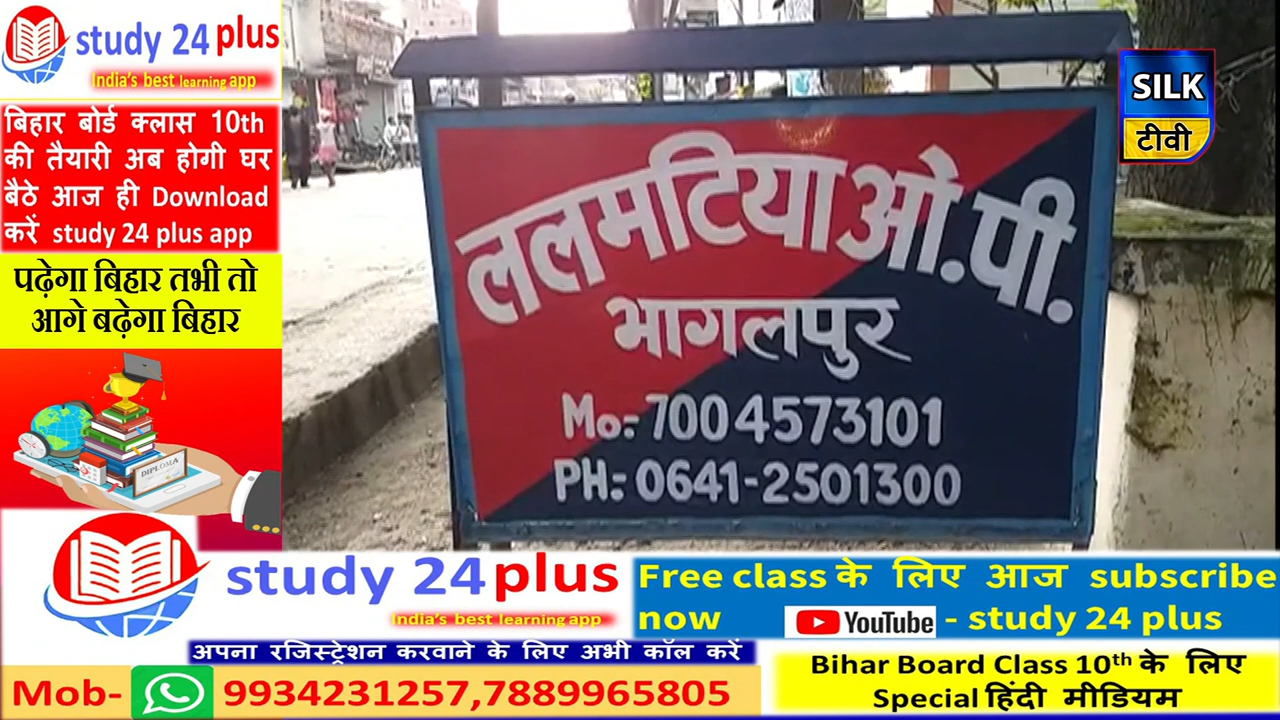 study 24 plus
India's best learning app
बिहार बोर्ड क्लास 10th
की तैयारी अब होगी घर
बैठे आज ही Download
करें study 24 plus app
पढ़ेगा बिहार तभी तो
आगे बढ़ेगा बिहार
DIPLOMA
SILK
टीवी
ललमटिया ओ.पी.
भागलपुर
Mo:-7004573101
PH:-0641-2501300
study 24 plus
India's best learning app
अपना रजिस्ट्रेशन करवाने के लिए अभी कॉल करें
Mob- 9934231257,7889965805
Free class के लिए आज subscribe
now YouTube - study 24 plus
Bihar Board Class 10th के लिए
Special हिंदी मीडियम